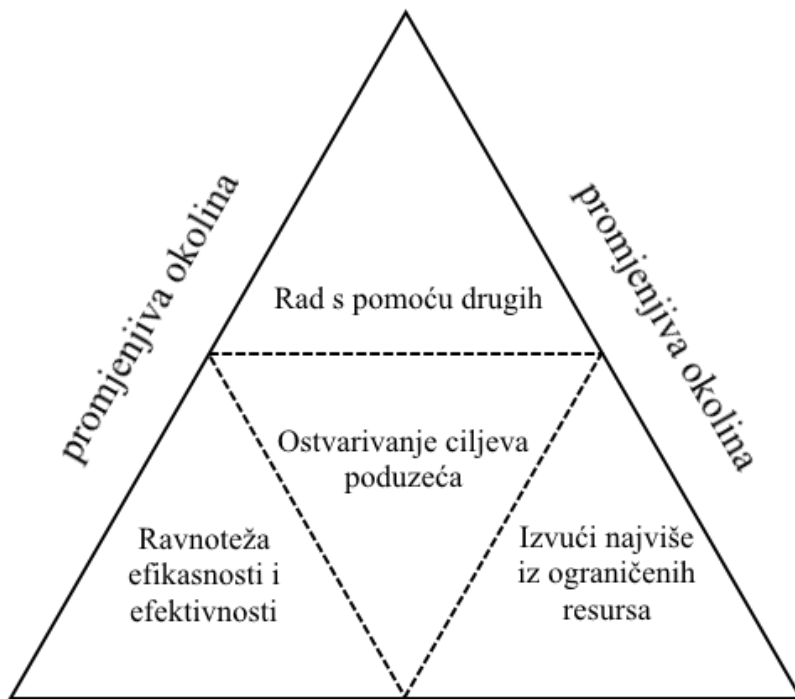 promjenjiva okolina
promjenjiva okolina
Rad s pomoću drugih
Ostvarivanje ciljeva
poduzeća
Ravnoteža
efikasnosti i
efektivnosti
Izvući najviše
iz ograničenih
resursa